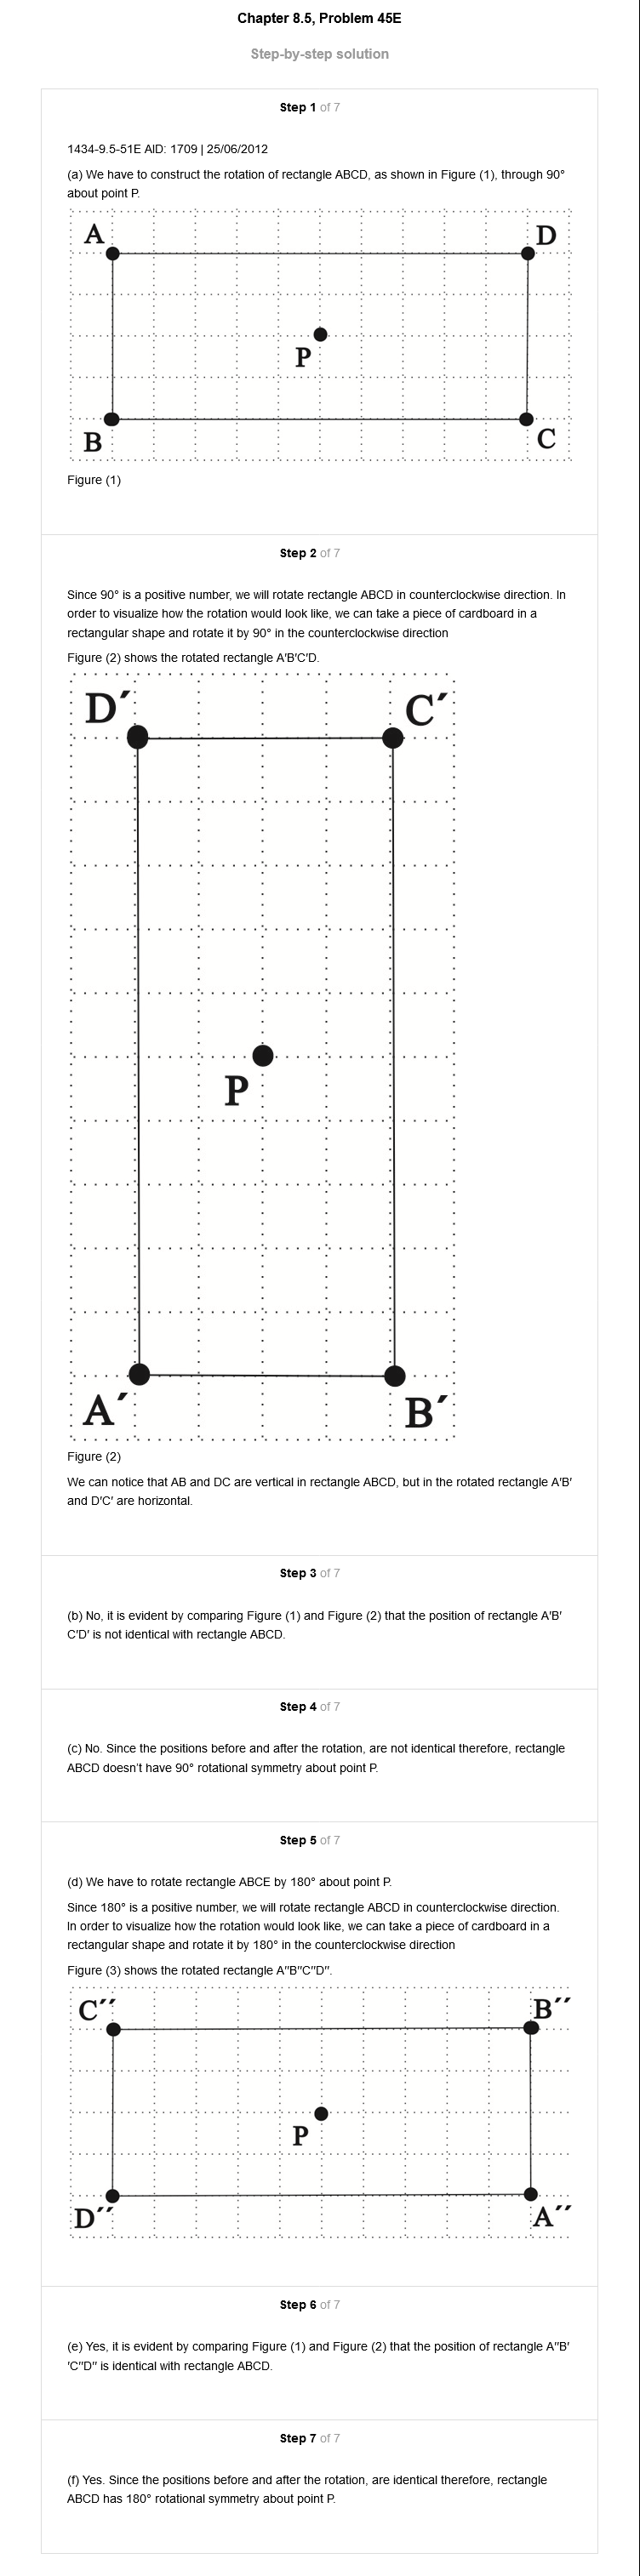 Chapter 8.5, Problem 45E
Step-by-step solution
Step 1 of 7
1434-9.5-51E AID: 1709 | 25/06/2012
(a) We have to construct the rotation of rectangle ABCD, as shown in Figure (1), through 90°
about point P.
A D
P
B C
Figure (1)
Step 2 of 7
Since 90° is a positive number, we will rotate rectangle ABCD in counterclockwise direction. In
order to visualize how the rotation would look like, we can take a piece of cardboard in a
rectangular shape and rotate it by 90° in the counterclockwise direction
Figure (2) shows the rotated rectangle A′B′C′D.
D´ C´
P
A´ B´
Figure (2)
We can notice that AB and DC are vertical in rectangle ABCD, but in the rotated rectangle A′B′
and D′C′ are horizontal.
Step 3 of 7
(b) No, it is evident by comparing Figure (1) and Figure (2) that the position of rectangle A′B′
C′D′ is not identical with rectangle ABCD.
Step 4 of 7
(c) No. Since the positions before and after the rotation, are not identical therefore, rectangle
ABCD doesn’t have 90° rotational symmetry about point P.
Step 5 of 7
(d) We have to rotate rectangle ABCE by 180° about point P.
Since 180° is a positive number, we will rotate rectangle ABCD in counterclockwise direction.
In order to visualize how the rotation would look like, we can take a piece of cardboard in a
rectangular shape and rotate it by 180° in the counterclockwise direction
Figure (3) shows the rotated rectangle A″B″C″D″.
C´´ B´´
P
D´´ A´´
Step 6 of 7
(e) Yes, it is evident by comparing Figure (1) and Figure (2) that the position of rectangle A″B′
′C″D″ is identical with rectangle ABCD.
Step 7 of 7
(f) Yes. Since the positions before and after the rotation, are identical therefore, rectangle
ABCD has 180° rotational symmetry about point P.